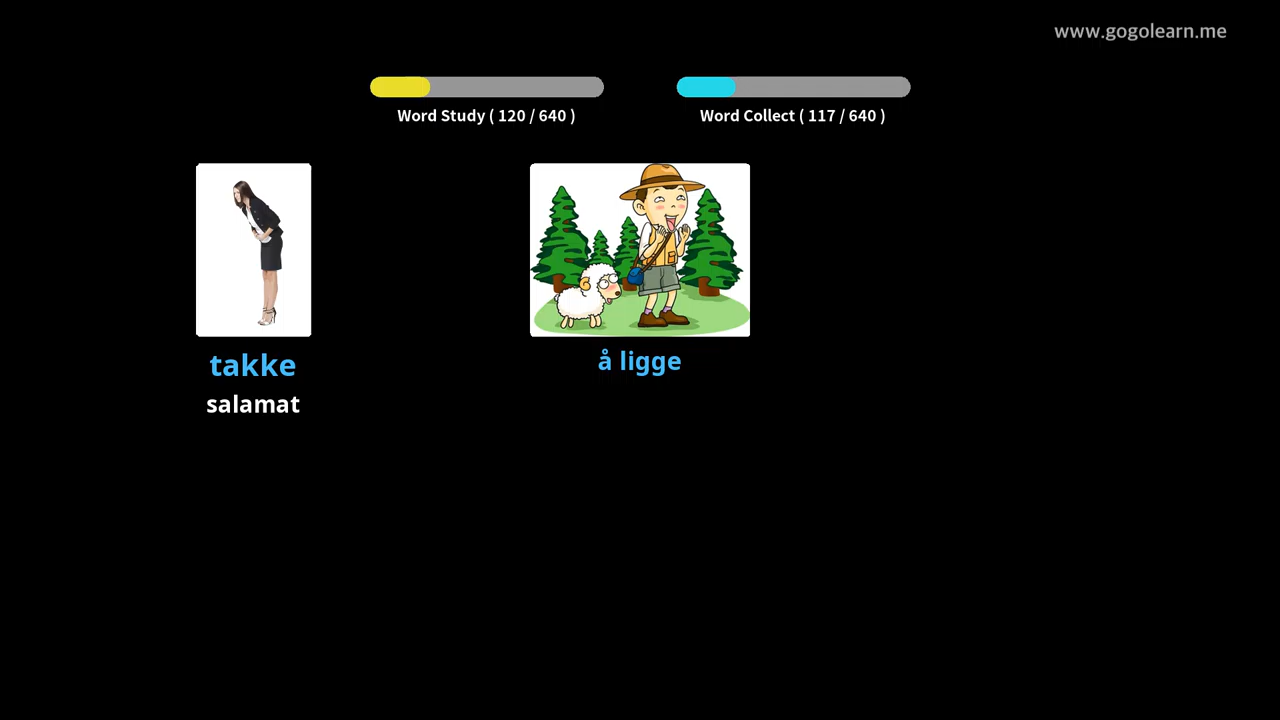 www.gogolearn.me
Word Study ( 120 / 640 )
Word Collect ( 117 / 640 )
takke
salamat
å ligge